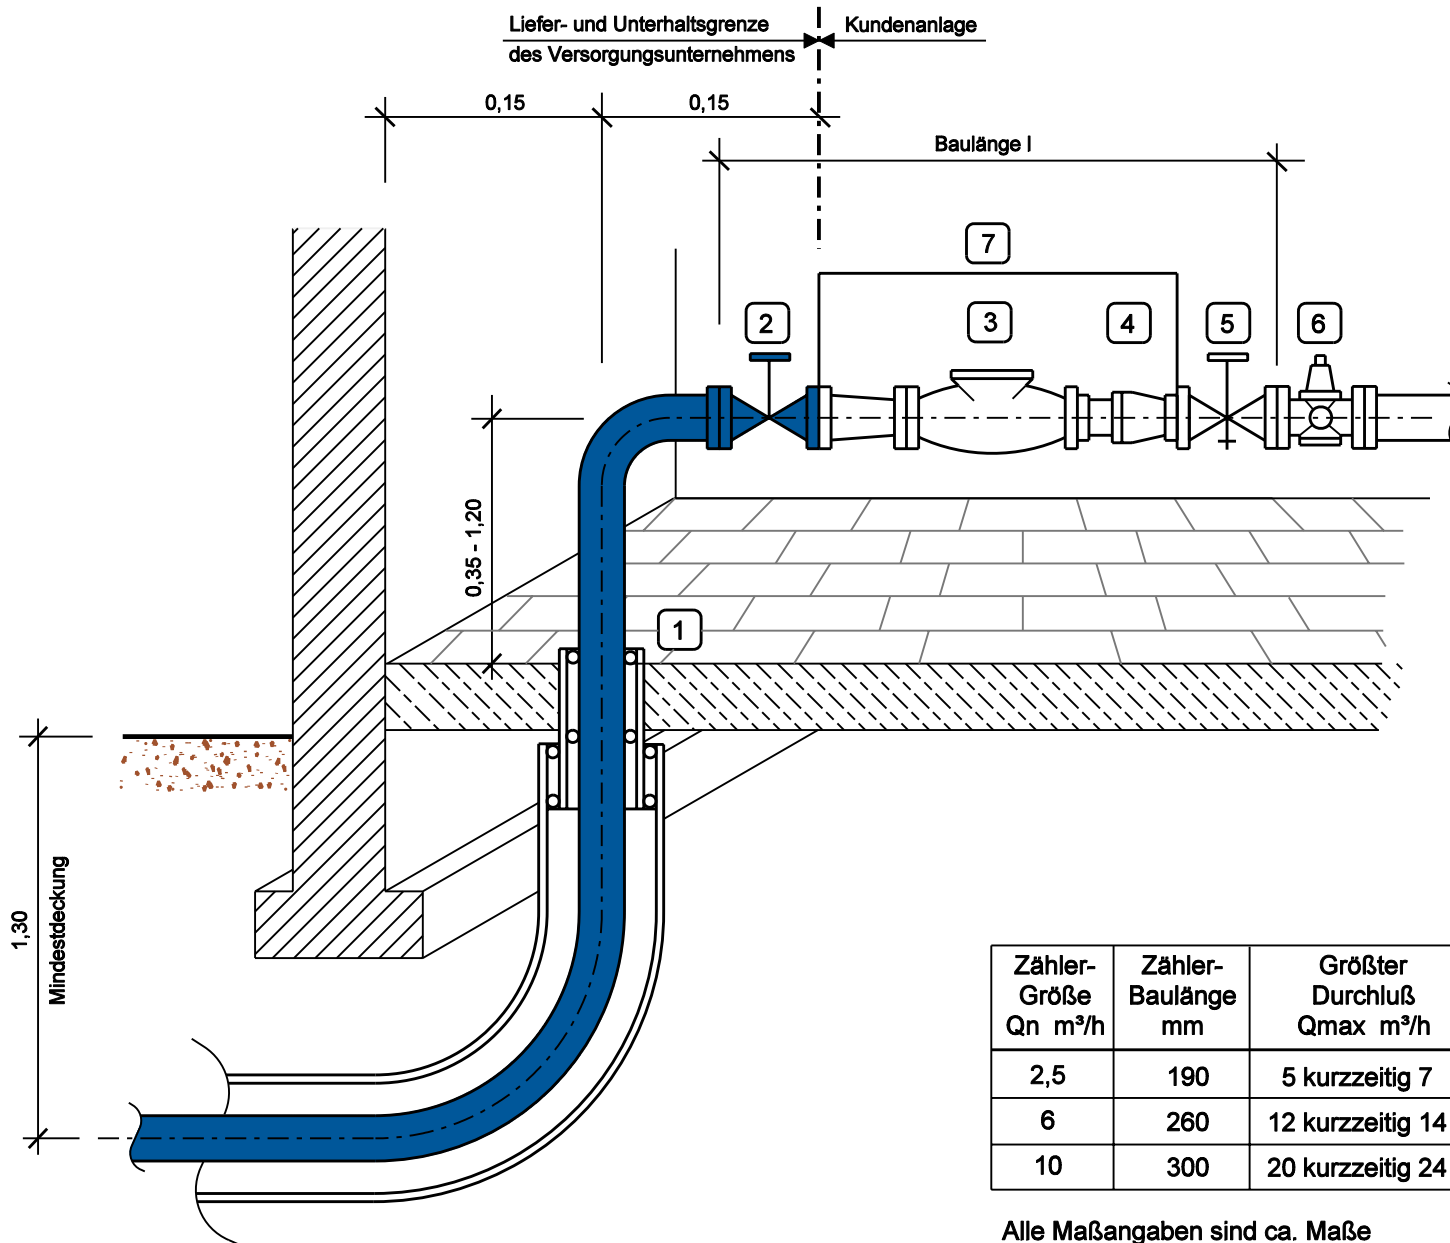 Liefer- und Unterhaltsgrenze
des Versorgungsunternehmens
Kundenanlage
0,15
0,15
Baulänge l
7
2
3
4
5
6
0,35 - 1,20
1
1,30
Mindestdeckung
Zähler-
Größe
Qn m³/h
Zähler-
Baulänge
mm
Größter
Durchluß
Qmax m³/h
2,5 190 5 kurzzeitig 7
6 260 12 kurzzeitig 14
10 300 20 kurzzeitig 24
Alle Maßangaben sind ca. Maße